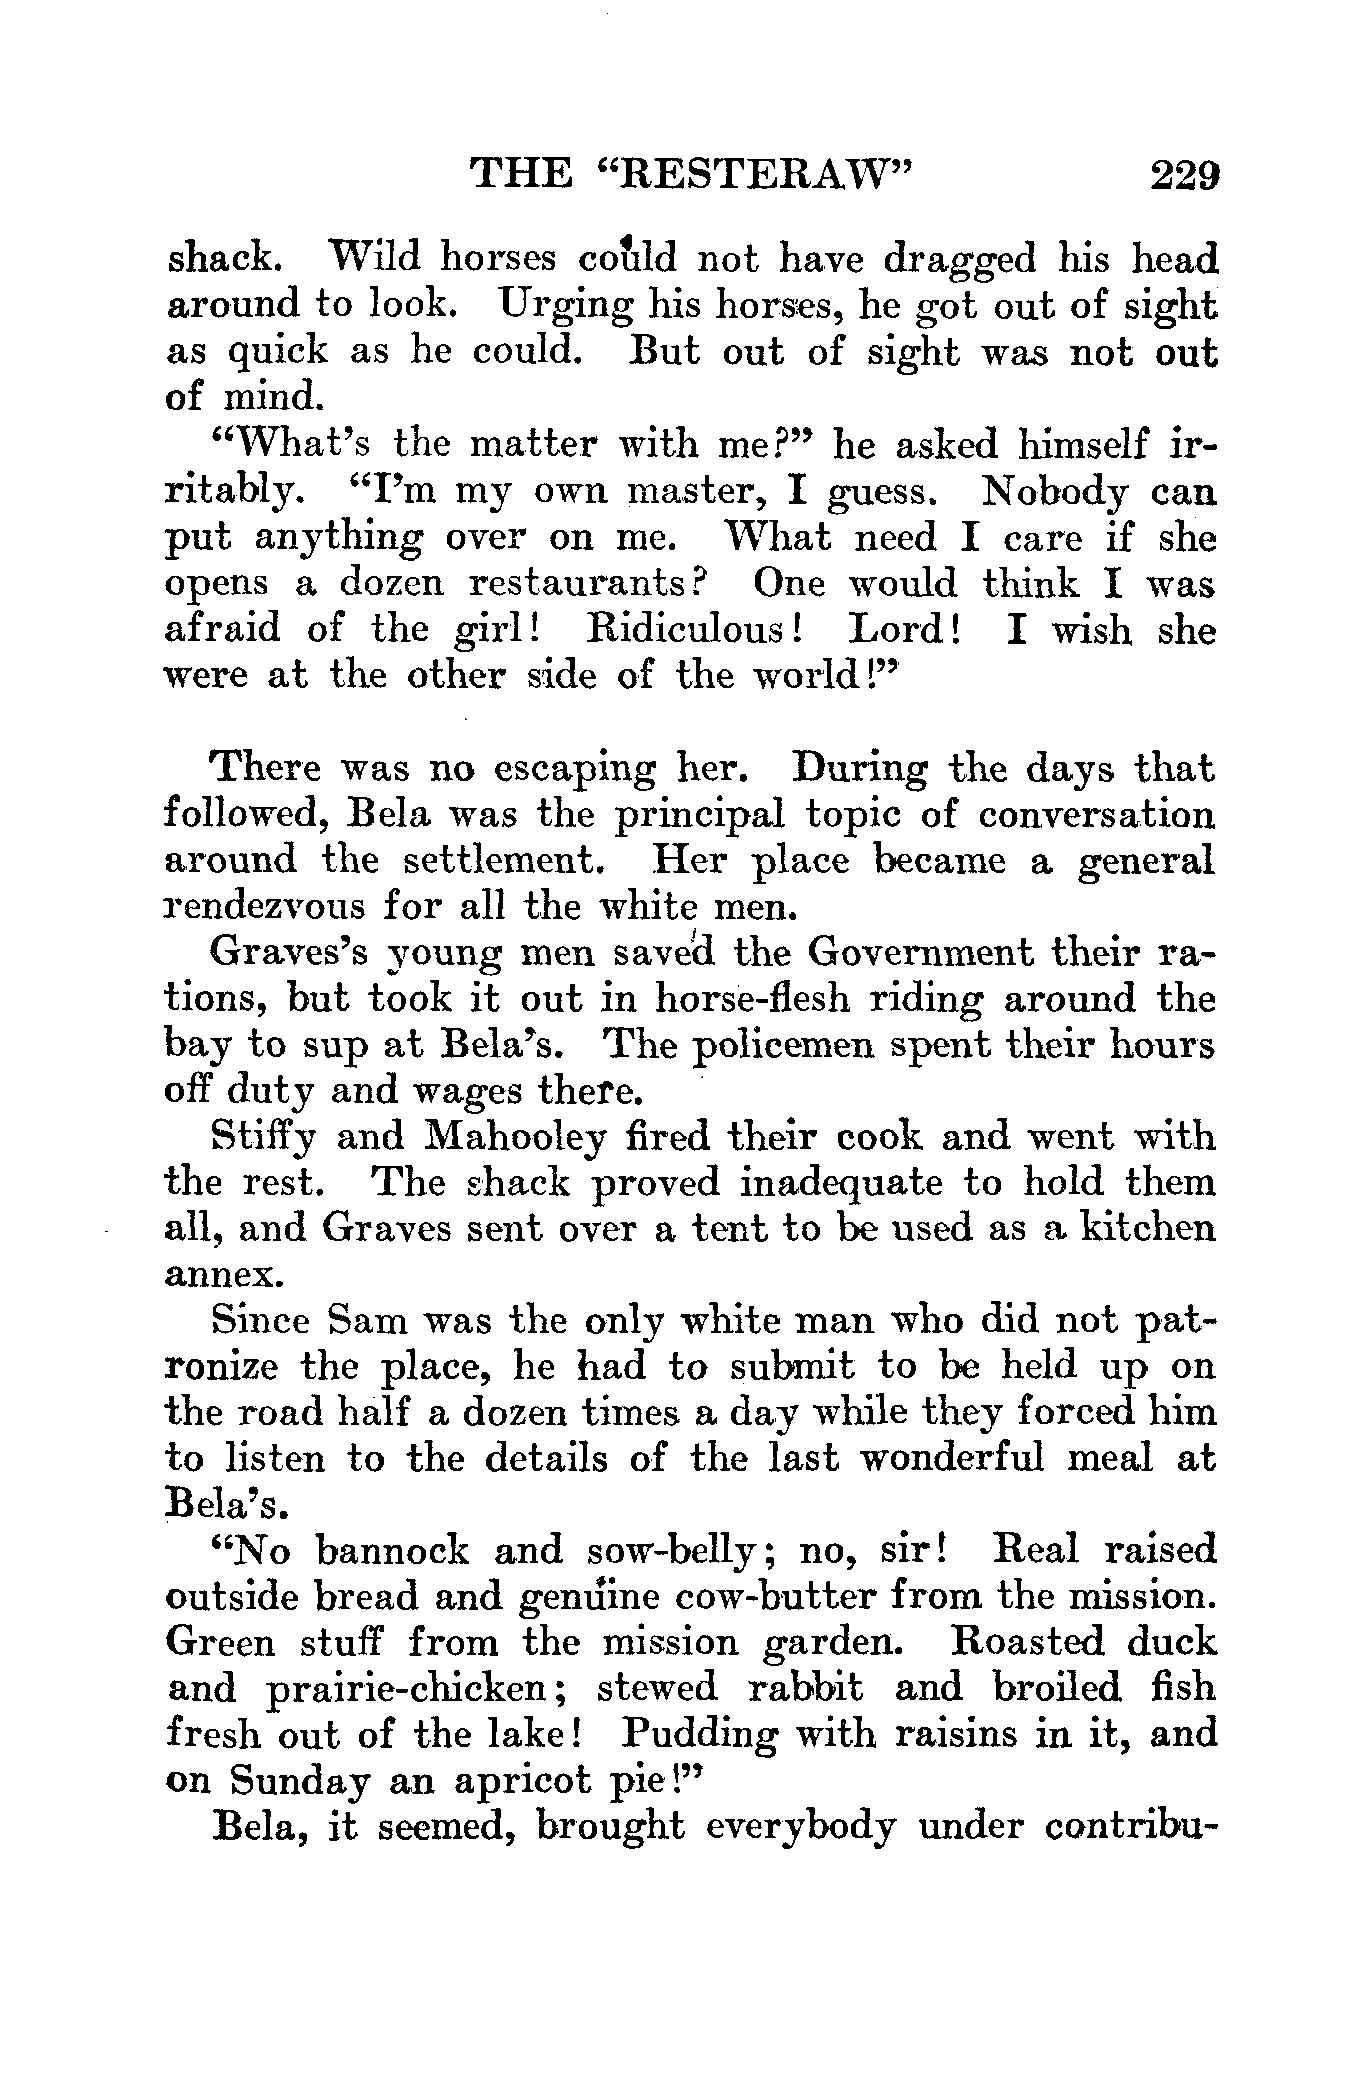 THE “RESTERAW” 229
shack. Wild horses could not have dragged his head
around to look. Urging his horses, he got out of sight
as quick as he could. But out of sight was not out
of mind.
“What’s the matter with me?” he asked himself ir-
ritably. “I’m my own master, I guess. Nobody can
put anything over on me. What need I care if she
opens a dozen restaurants? One would think I was
afraid of the girl! Ridiculous! Lord! I wish she
were at the other side of the world!”
There was no escaping her. During the days that
followed, Bela was the principal topic of conversation
around the settlement. Her place became a general
rendezvous for all the white men.
Graves’s young men saved the Government their ra-
tions, but took it out in horse-flesh riding around the
bay to sup at Bela’s. The policemen spent their hours
off duty and wages there.
Stiffy and Mahooley fired their cook and went with
the rest. The shack proved inadequate to hold them
all, and Graves sent over a tent to be used as a kitchen
annex.
Since Sam was the only white man who did not pat-
ronize the place, he had to submit to be held up on
the road half a dozen times a day while they forced him
to listen to the details of the last wonderful meal at
Bela’s.
“No bannock and sow-belly; no, sir! Real raised
outside bread and genuine cow-butter from the mission.
Green stuff from the mission garden. Roasted duck
and prairie-chicken; stewed rabbit and broiled fish
fresh out of the lake! Pudding with raisins in it, and
on Sunday an apricot pie!”
Bela, it seemed, brought everybody under contribu-